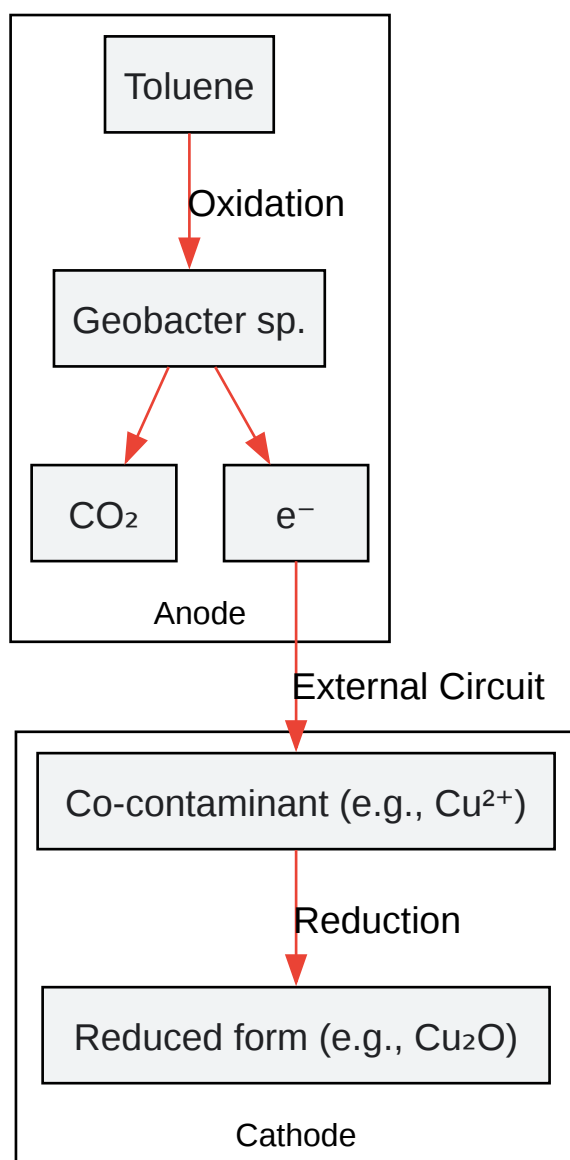 Toluene
Oxidation
Geobacter sp.
CO₂
e⁻
Anode
External Circuit
Co-contaminant (e.g., Cu²⁺)
Reduction
Reduced form (e.g., Cu₂O)
Cathode